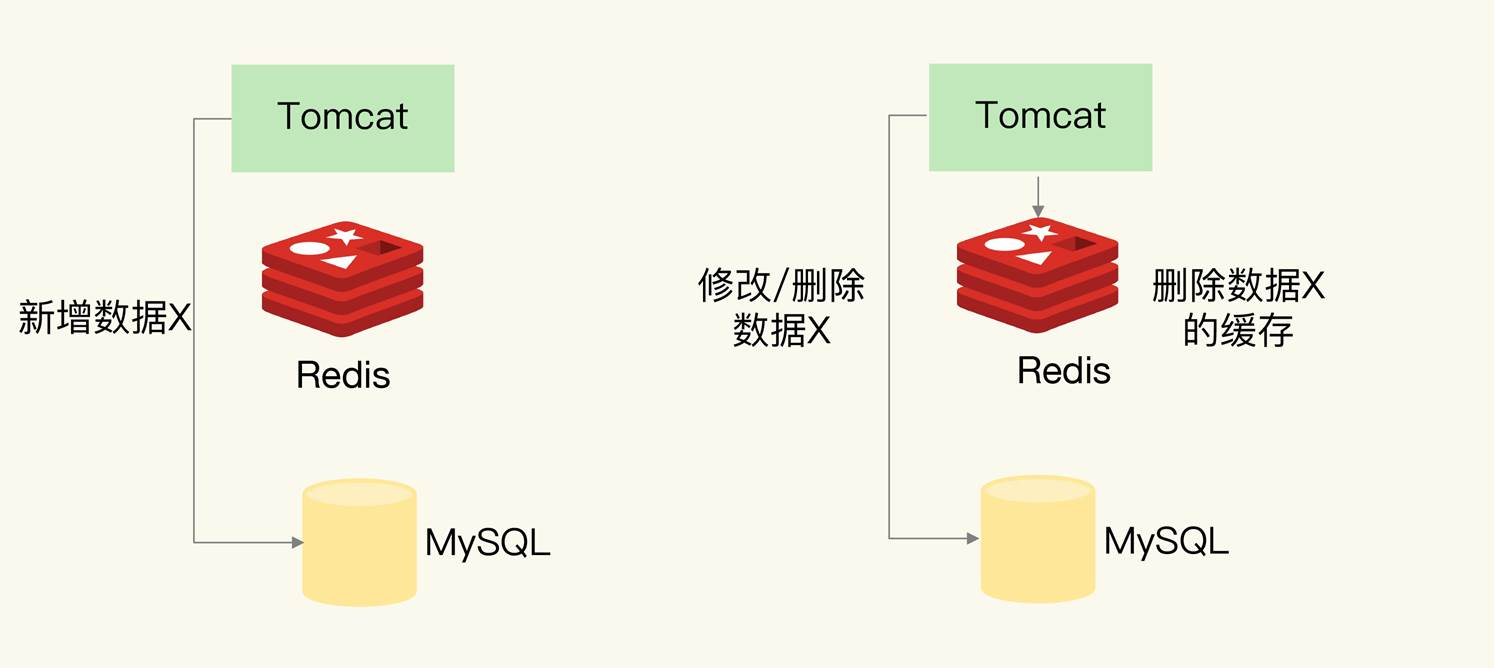 Tomcat
新增数据X
Redis
MySQL
Tomcat
修改/删除
数据X
删除数据X
的缓存
Redis
MySQL